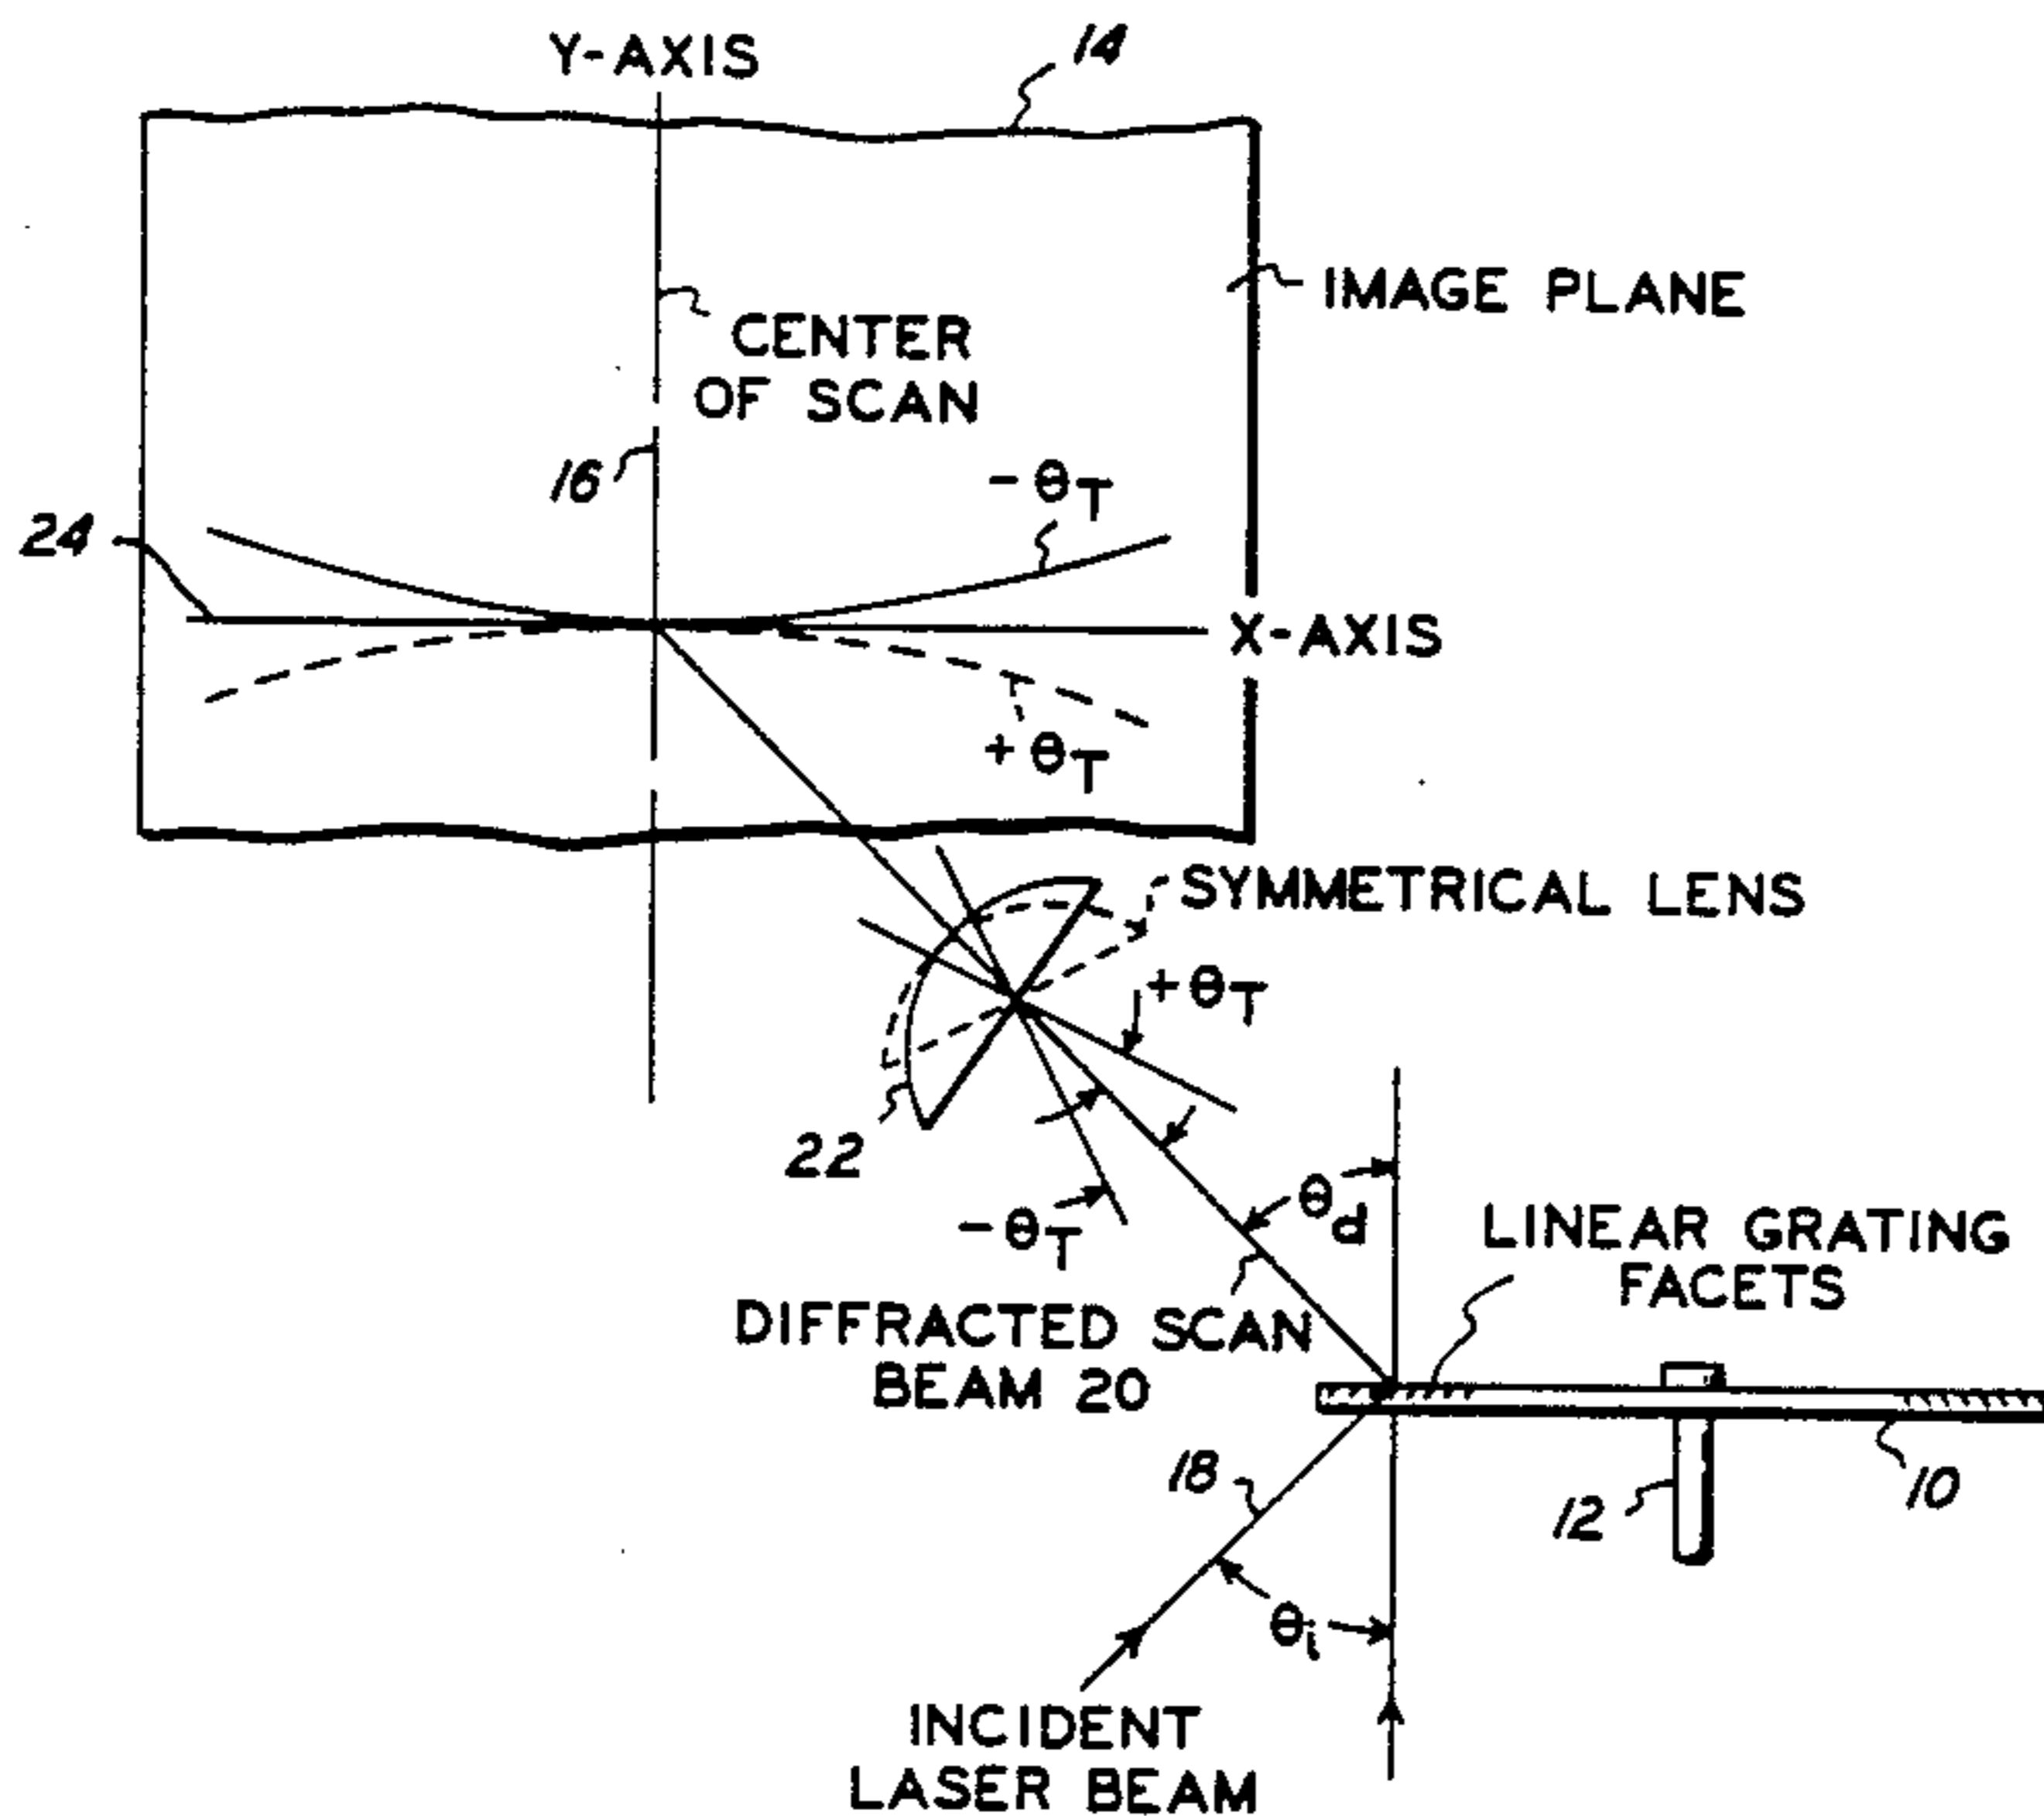 Y-AXIS
14
IMAGE PLANE
CENTER
OF SCAN
16
-θT
24
X-AXIS
+θT
SYMMETRICAL LENS
+θT
22
-θT
θd
LINEAR GRATING
FACETS
DIFFRACTED SCAN
BEAM 20
18
12
10
θi
INCIDENT
LASER BEAM